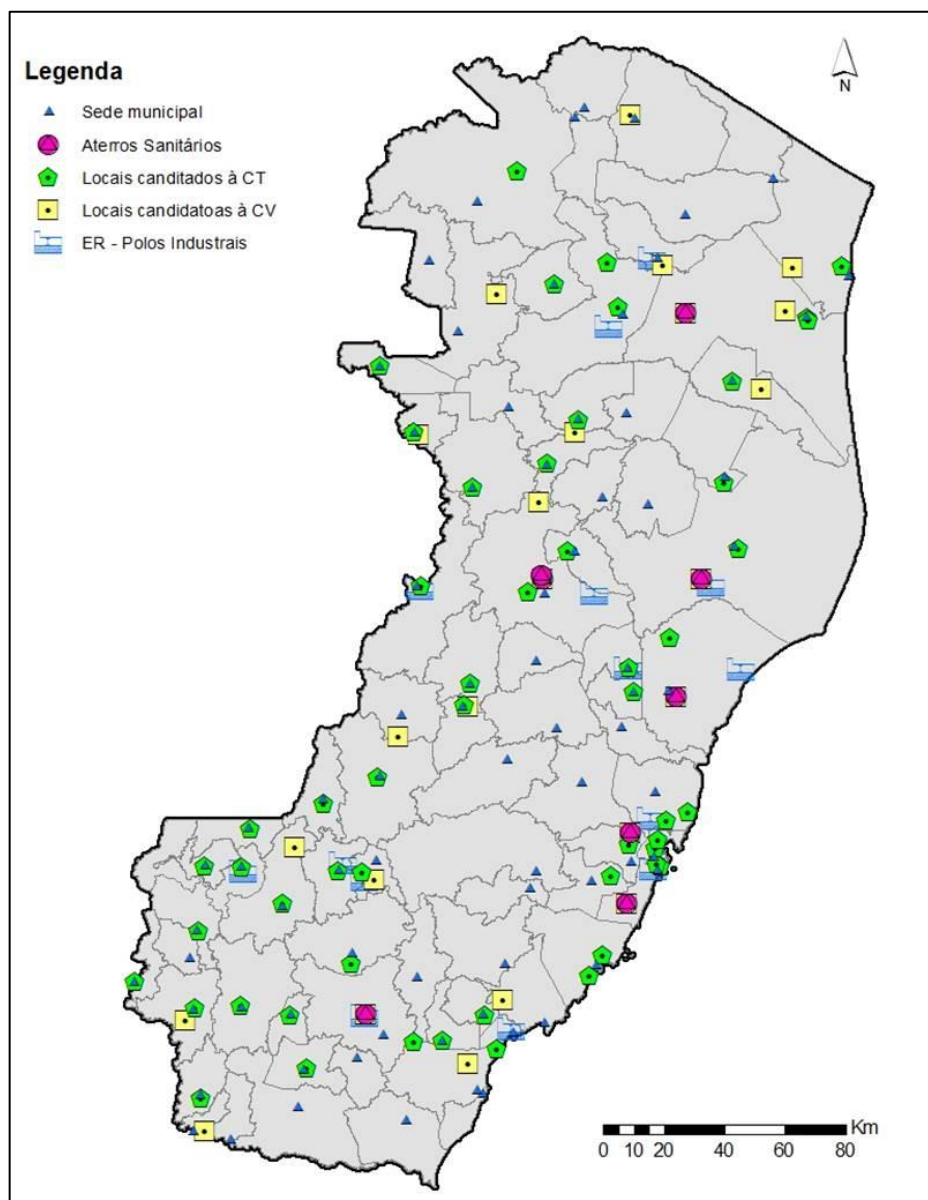 Legenda
Sede municipal
Aterros Sanitários
Locais canditados à CT
Locais candidatoas à CV
ER - Polos Industrais
N
Km
0 10 20 40 60 80